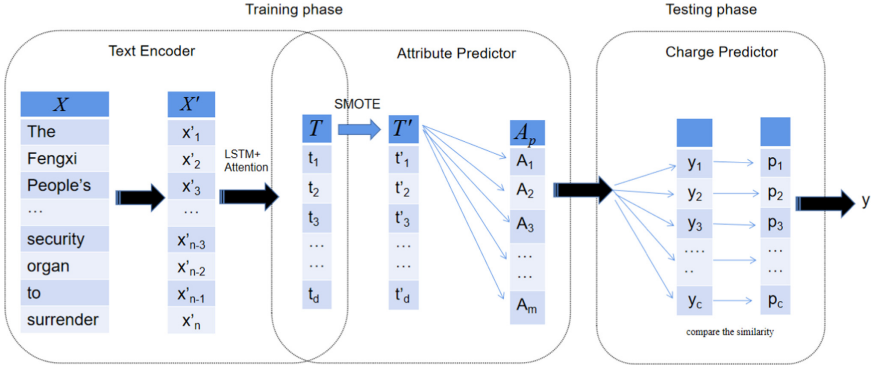 Training phase
Testing phase
Text Encoder
Attribute Predictor
Charge Predictor
X
The
Fengxi
People's
...
security
organ
to
surrender
X'
x'1
x'2
x'3
...
x'n-3
x'n-2
x'n-1
x'n
LSTM+
Attention
T
t1
t2
t3
....
....
td
SMOTE
T'
t'1
t'2
t'3
....
....
t'd
Ap
A1
A2
A3
...
...
Am
y1
y2
y3
....
..
yc
p1
p2
p3
....
...
pc
compare the similarity
y